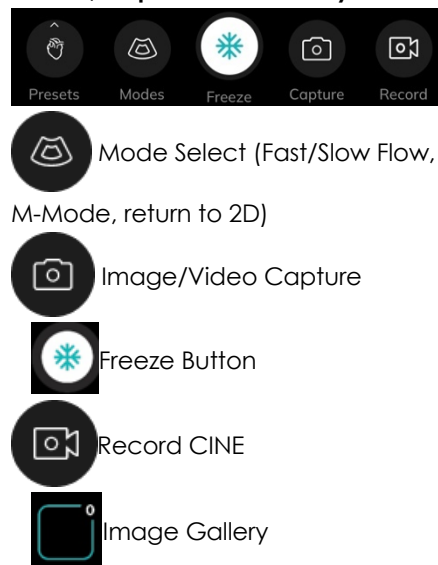 Presets Modes Freeze Capture Record
Mode Select (Fast/Slow Flow,
M-Mode, return to 2D)
Image/Video Capture
Freeze Button
Record CINE
0
Image Gallery